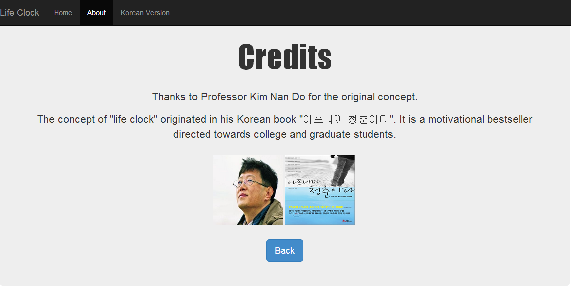 Life Clock Home About Korean Version
Credits
Thanks to Professor Kim Nan Do for the original concept.
The concept of "life clock" originated in his Korean book "아프니까 청춘이다". It is a motivational bestseller
directed towards college and graduate students.
아프니까
청춘이다
Back